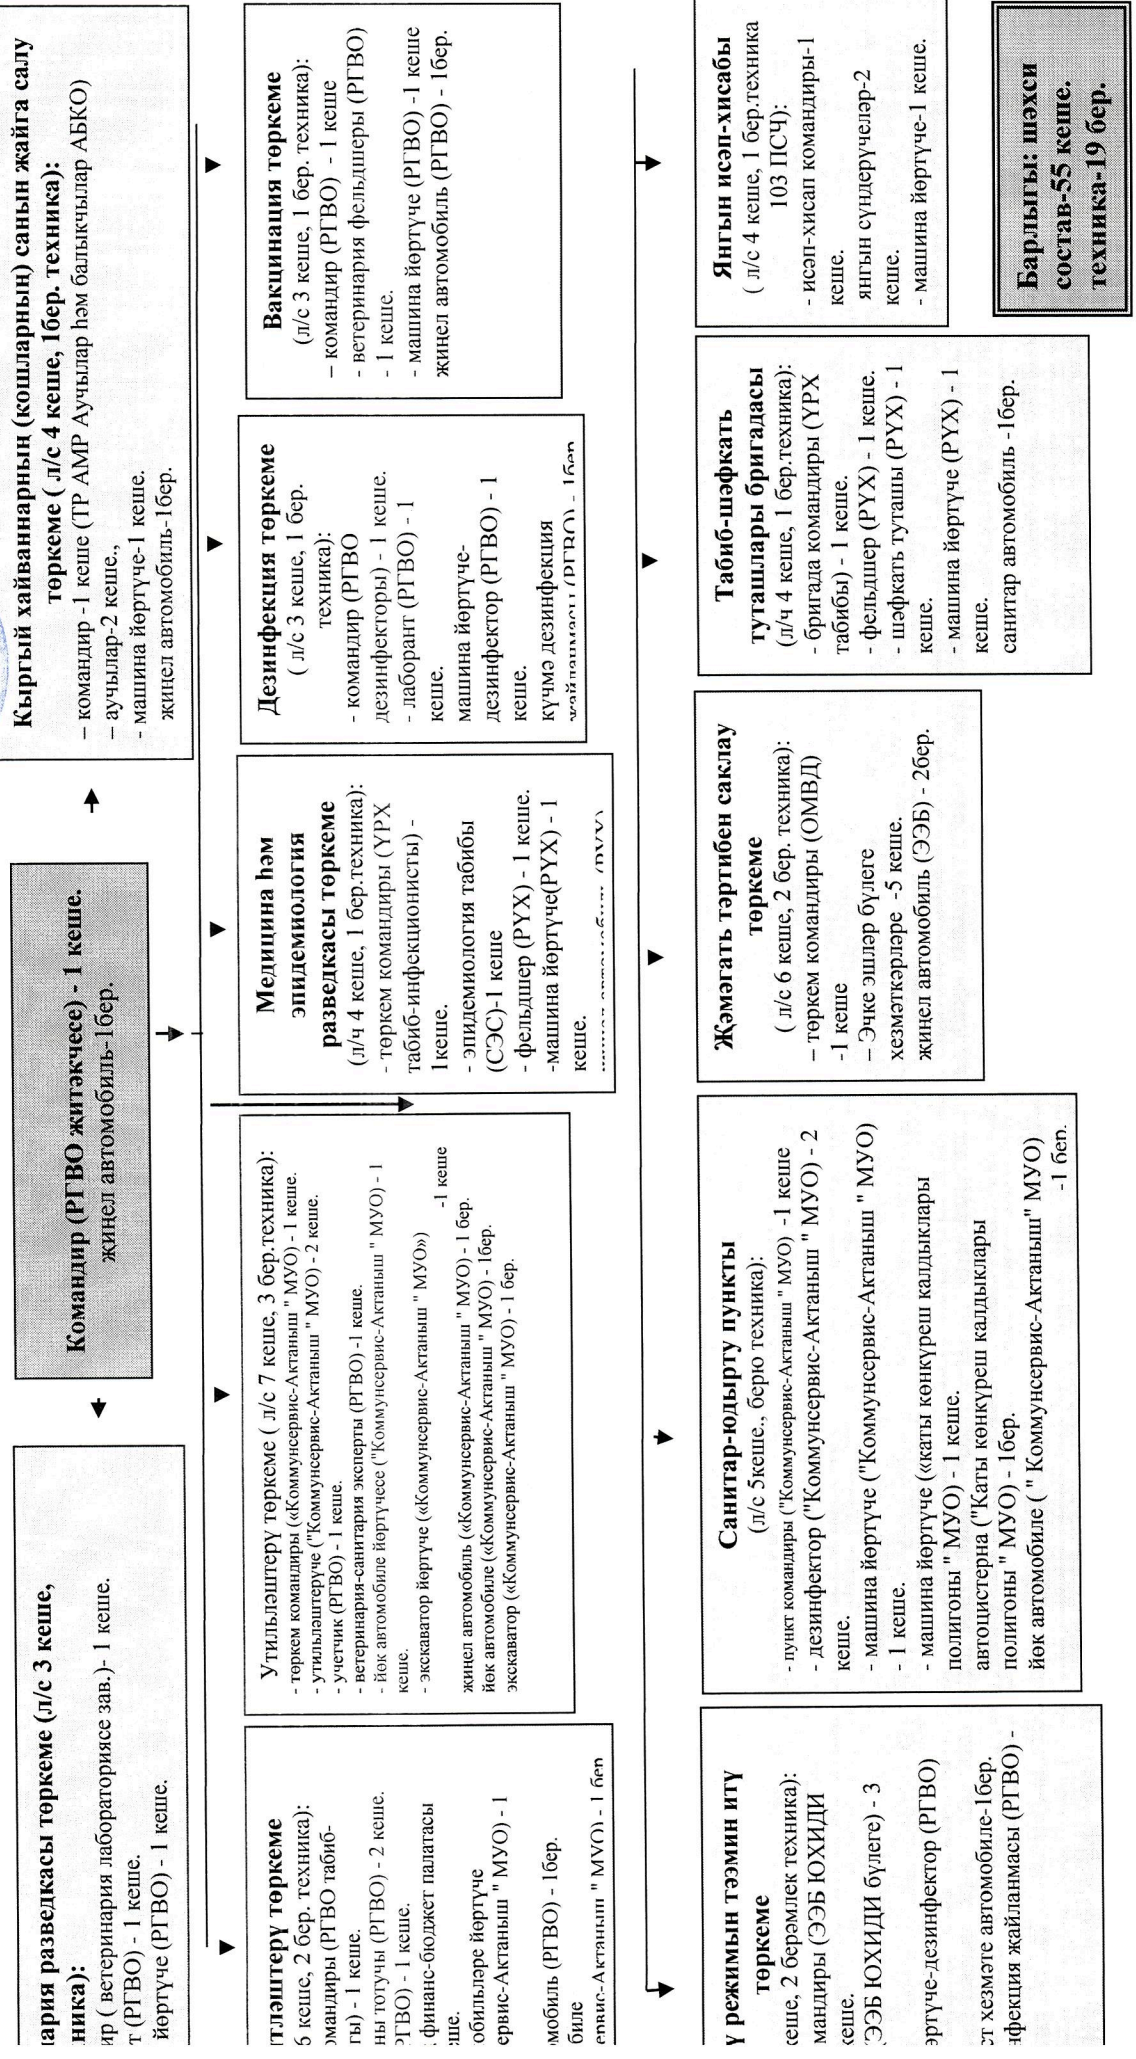 Командир (РГВО житәкчесе) - 1 кеше.
жиңел автомобиль-1бер.
нария разведкасы төркеме (л/с 3 кеше,
ника):
ир ( ветеринария лабораториясе зав.)- 1 кеше.
т (РГВО) - 1 кеше.
йөртүче (РГВО) - 1 кеше.
Кыргый хайваннарның (кошларның) санын жайга салу
төркеме ( л/с 4 кеше, 1бер. техника):
– командир -1 кеше (ТР АМР Аучылар һәм балыкчылар АБКО)
– аучылар-2 кеше.,
- машина йөртүче-1 кеше.
жиңел автомобиль-1бер.
тләштерү төркеме
6 кеше, 2 бер. техника):
омандиры (РГВО табиб-
ты) - 1 кеше.
ны тотучы (РГВО) - 2 кеше.
РГВО) - 1 кеше.
финанс-бюджет палатасы
еше.
обильләре йөртүче
ервис-Актаныш " МУО) - 1
мобиль (РГВО) - 1бер.
биле
ервис-Актаныш " МУО) - 1 бер
Утильләштерү төркеме ( л/с 7 кеше, 3 бер.техника):
- төркем командиры («Коммунсервис-Актаныш " МУО) - 1 кеше.
- утильләштерүче ("Коммунсервис-Актаныш " МУО) - 2 кеше.
- учетчик (РГВО) - 1 кеше.
- ветеринария-санитария эксперты (РГВО) -1 кеше.
- йөк автомобиле йөртүчесе ("Коммунсервис-Актаныш " МУО) - 1
кеше.
- экскаватор йөртүче («Коммунсервис-Актаныш " МУО»)
-1 кеше
жиңел автомобиль («Коммунсервис-Актаныш " МУО) - 1 бер.
йөк автомобиле («Коммунсервис-Актаныш " МУО) - 1бер.
экскаватор («Коммунсервис-Актаныш " МУО) - 1 бер.
Медицина һәм
эпидемиология
разведкасы төркеме
(л/ч 4 кеше, 1 бер.техника):
- төркем командиры (ҮРХ
табиб-инфекционисты) -
1кеше.
- эпидемиология табибы
(СЭС)-1 кеше
- фельдшер (РҮХ) - 1 кеше.
-машина йөртүче(РҮХ) - 1
кеше.
Дезинфекция төркеме
( л/с 3 кеше, 1 бер.
техника):
- командир (РГВО
дезинфекторы) - 1 кеше.
- лаборант (РГВО) - 1
кеше.
машина йөртүче-
дезинфектор (РГВО) - 1
кеше.
күчмә дезинфекция
жайланмасы (РГВО) - 1бер
Вакцинация төркеме
(л/с 3 кеше, 1 бер. техника):
– командир (РГВО) - 1 кеше
- ветеринария фельдшеры (РГВО)
- 1 кеше.
- машина йөртүче (РГВО) -1 кеше
жиңел автомобиль (РГВО) - 1бер.
ү режимын тәэмин итү
төркеме
кеше, 2 берәмлек техника):
мандиры (ЭЭБ ЮХИДИ
кеше.
(ЭЭБ ЮХИДИ бүлеге) - 3
өртүче-дезинфектор (РГВО)
ст хезмәте автомобиле-1бер.
нфекция жайланмасы (РГВО) -
Санитар-юдырту пункты
(л/с 5кеше., берю техника):
- пункт командиры ("Коммунсервис-Актаныш " МУО) -1 кеше
- дезинфектор ("Коммунсервис-Актаныш " МУО) - 2
кеше.
- машина йөртүче ("Коммунсервис-Актаныш " МУО)
- 1 кеше.
- машина йөртүче («каты көнкүреш калдыклары
полигоны " МУО) - 1 кеше.
автоцистерна ("Каты көнкүреш калдыклары
полигоны " МУО) - 1бер.
йөк автомобиле ( " Коммунсервис-Актаныш" МУО)
-1 бер.
Җәмәгать тәртибен саклау
төркеме
( л/с 6 кеше, 2 бер. техника):
– төркем командиры (ОМВД)
-1 кеше
– Эчке эшләр бүлеге
хезмәткәрләре -5 кеше.
жиңел автомобиль (ЭЭБ) - 2бер.
Табиб-шәфкать
туташлары бригадасы
(л/ч 4 кеше, 1 бер.техника):
- бригада командиры (ҮРХ
табибы) - 1 кеше.
- фельдшер (РҮХ) - 1 кеше.
- шәфкать туташы (РҮХ) - 1
кеше.
- машина йөртүче (РҮХ) - 1
кеше.
санитар автомобиль -1бер.
Янгын исәп-хисабы
( л/с 4 кеше, 1 бер.техника
103 ПСЧ):
- исәп-хисап командиры-1
кеше.
янгын сүндерүчеләр-2
кеше.
- машина йөртүче-1 кеше.
Барлыгы: шәхси
состав-55 кеше.
техника-19 бер.